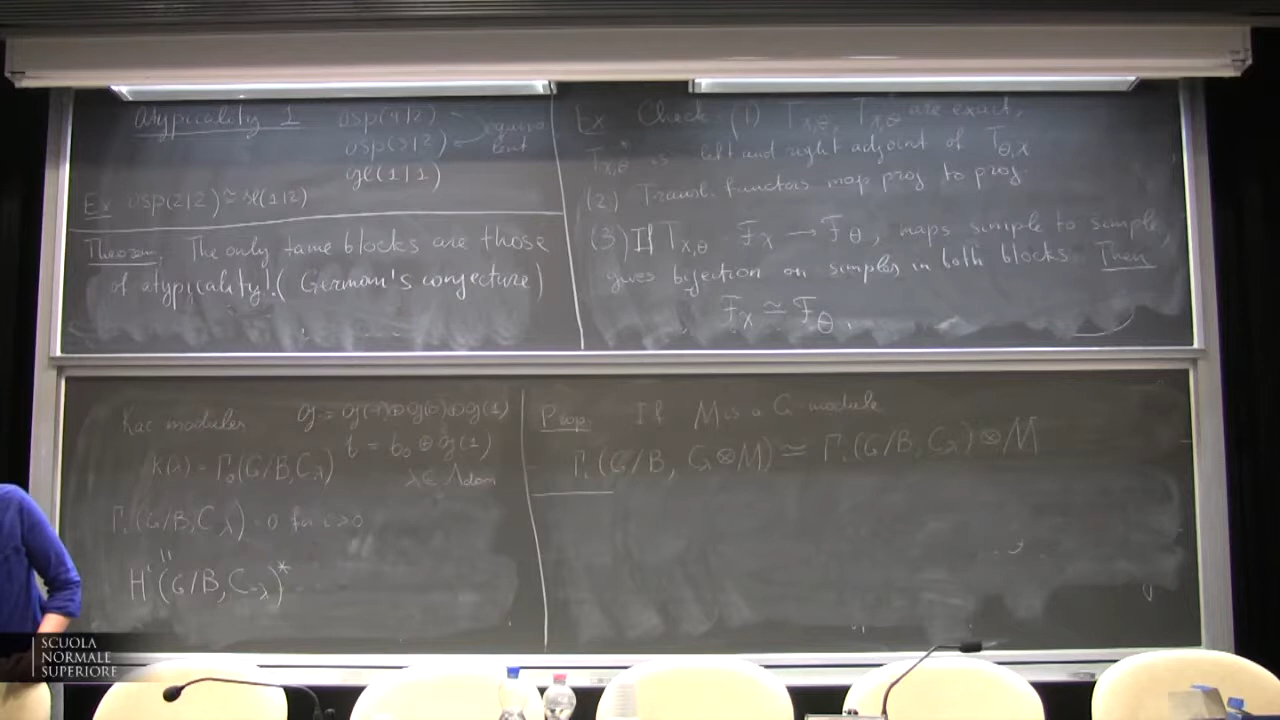 Atypicality 1
osp(4|2)
osp(3|2)
gl(1|1)
Ex osp(2|2) ≅ sl(1|2)
Theorem. The only tame blocks are those
of atypicality 1. (Germoni's conjecture)
Ex Check (1) T_{χ,θ}, T*_{χ,θ} are exact,
T*_{χ,θ} is left and right adjoint of T_{θ,χ}
(2) Transl. functors map proj to proj.
(3) If T_{χ,θ} : F_χ → F_θ, maps simple to simple,
gives bijection on simples in both blocks. Then
F_χ ≃ F_θ.
Kac modules g = g(-1)⊕g(0)⊕g(1)
b = b_0 ⊕ g(1)
K(λ) = Γ_0(G/B, C_λ) λ ∈ Λ_dom
Γ_i(G/B, C_λ) = 0 for i>0
"
H^i(G/B, C_{-λ})*
Prop. If M is a G-module
Γ_i(G/B, C_λ⊗M) ≃ Γ_i(G/B, C_λ)⊗M
SCUOLA
NORMALE
SUPERIORE